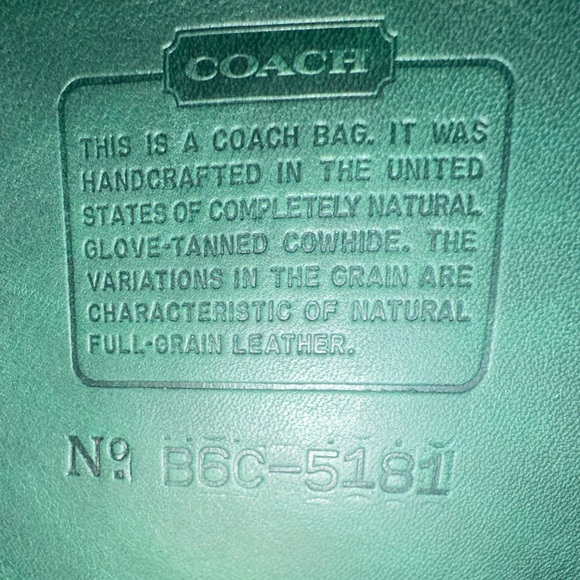 COACH
THIS IS A COACH BAG. IT WAS
HANDCRAFTED IN THE UNITED
STATES OF COMPLETELY NATURAL
GLOVE-TANNED COWHIDE. THE
VARIATIONS IN THE GRAIN ARE
CHARACTERISTIC OF NATURAL
FULL-GRAIN LEATHER.
No. B6C-5181